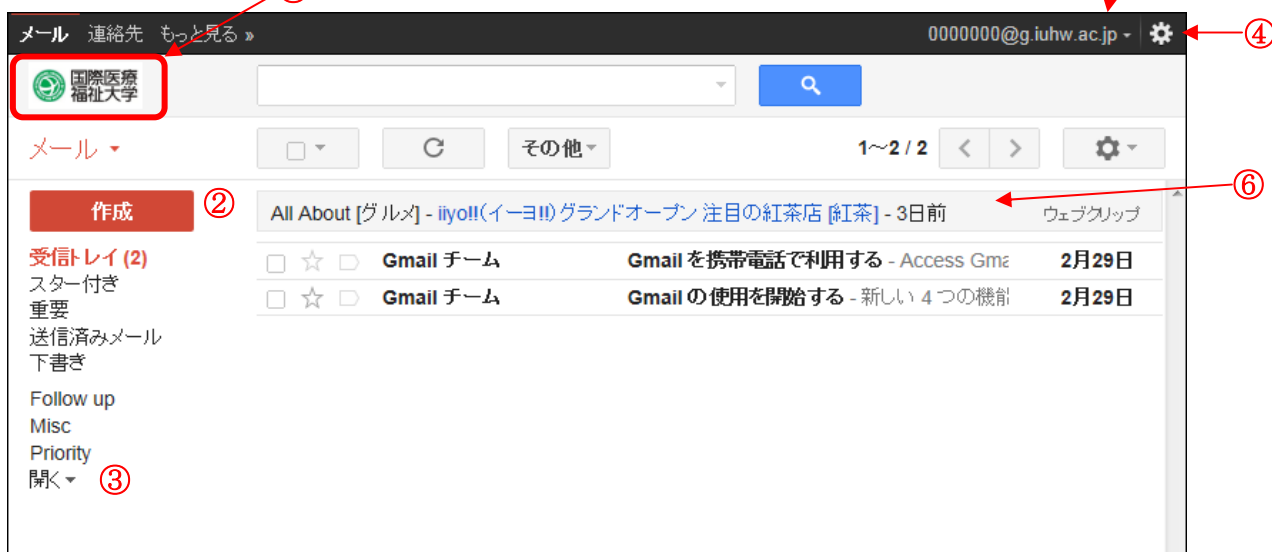 メール 連絡先 もっと見る » 0000000@g.iuhw.ac.jp ④
国際医療
福祉大学
メール その他 1～2 / 2
⑥
作成 ② All About [グルメ] - iiyo!!(イーヨ!!) グランドオープン 注目の紅茶店 [紅茶] - 3日前 ウェブクリップ
受信トレイ (2) Gmail チーム Gmail を携帯電話で利用する - Access Gma 2月29日
スター付き
重要 Gmail チーム Gmail の使用を開始する - 新しい 4 つの機能 2月29日
送信済みメール
下書き
Follow up
Misc
Priority
開く ③